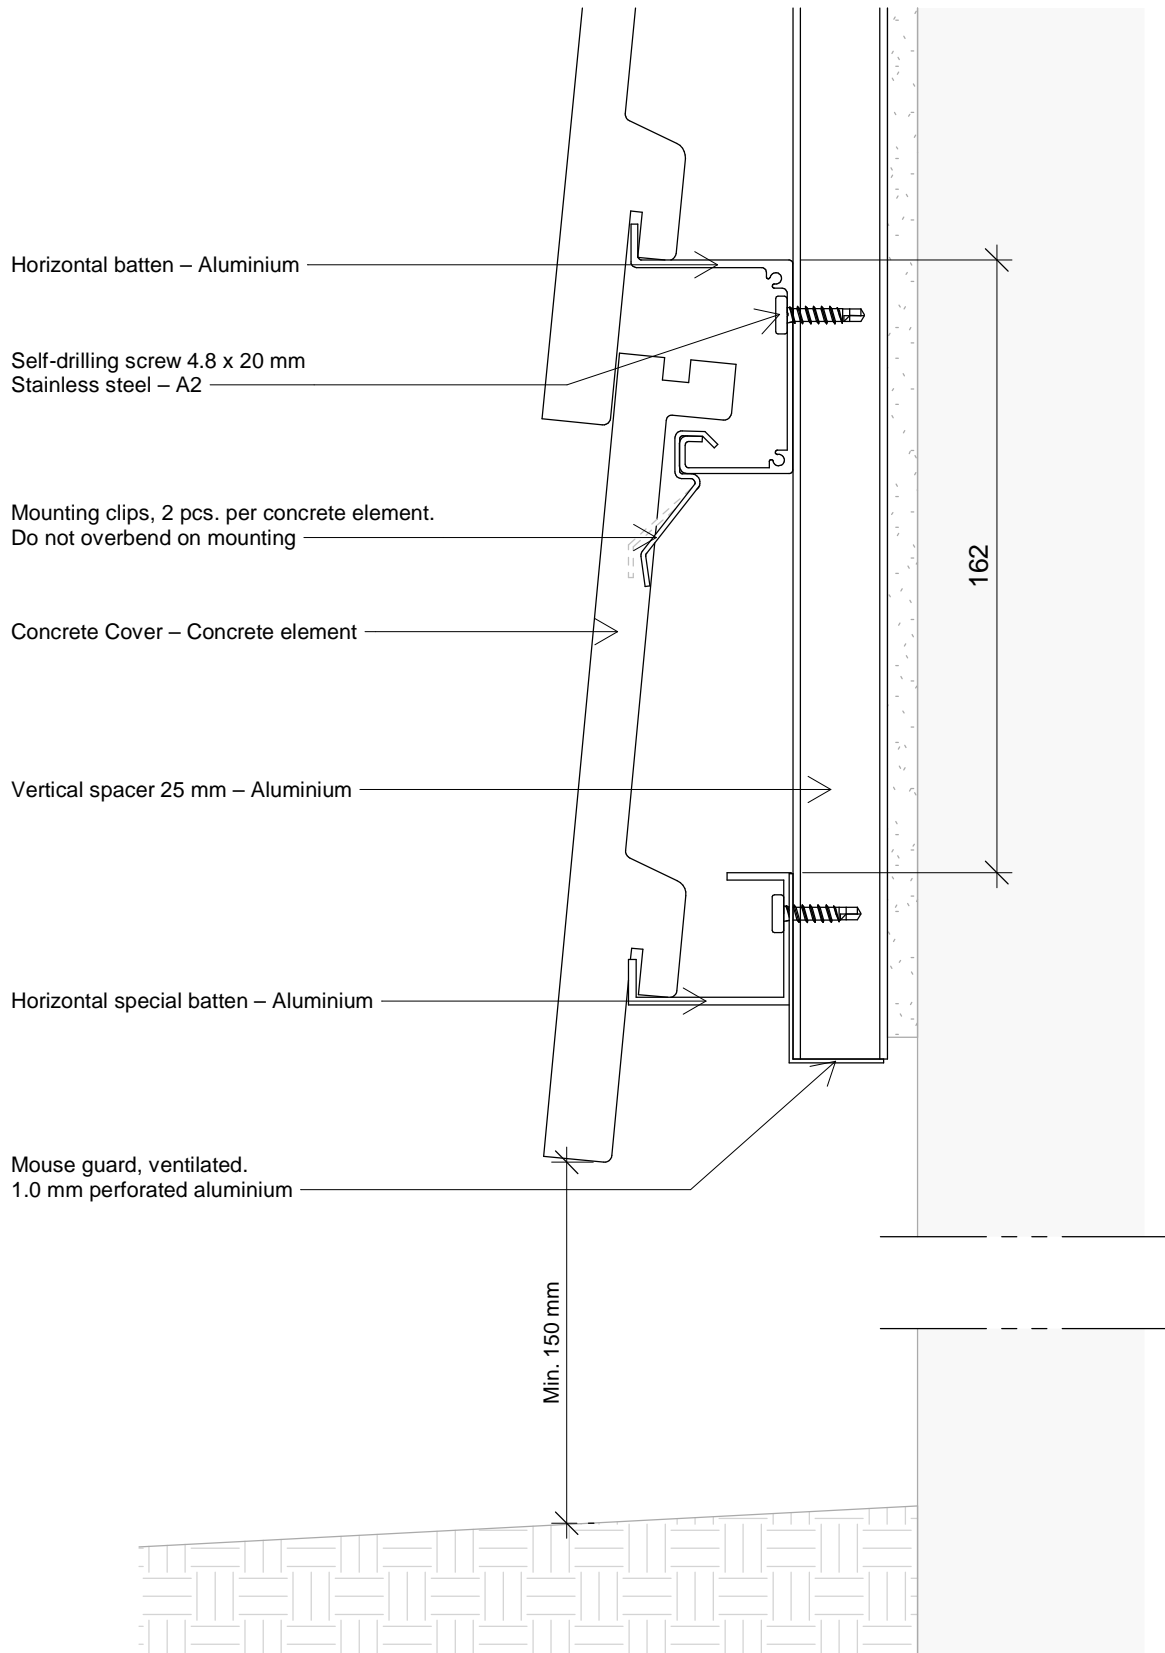 Horizontal batten – Aluminium
Self-drilling screw 4.8 x 20 mm
Stainless steel – A2
Mounting clips, 2 pcs. per concrete element.
Do not overbend on mounting
162
Concrete Cover – Concrete element
Vertical spacer 25 mm – Aluminium
Horizontal special batten – Aluminium
Mouse guard, ventilated.
1.0 mm perforated aluminium
Min. 150 mm